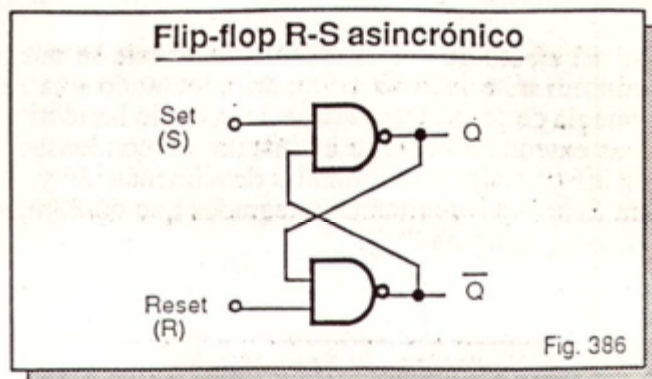 Flip-flop R-S asincrónico
Set
(S)
Q
Q̅
Reset
(R)
Fig. 386